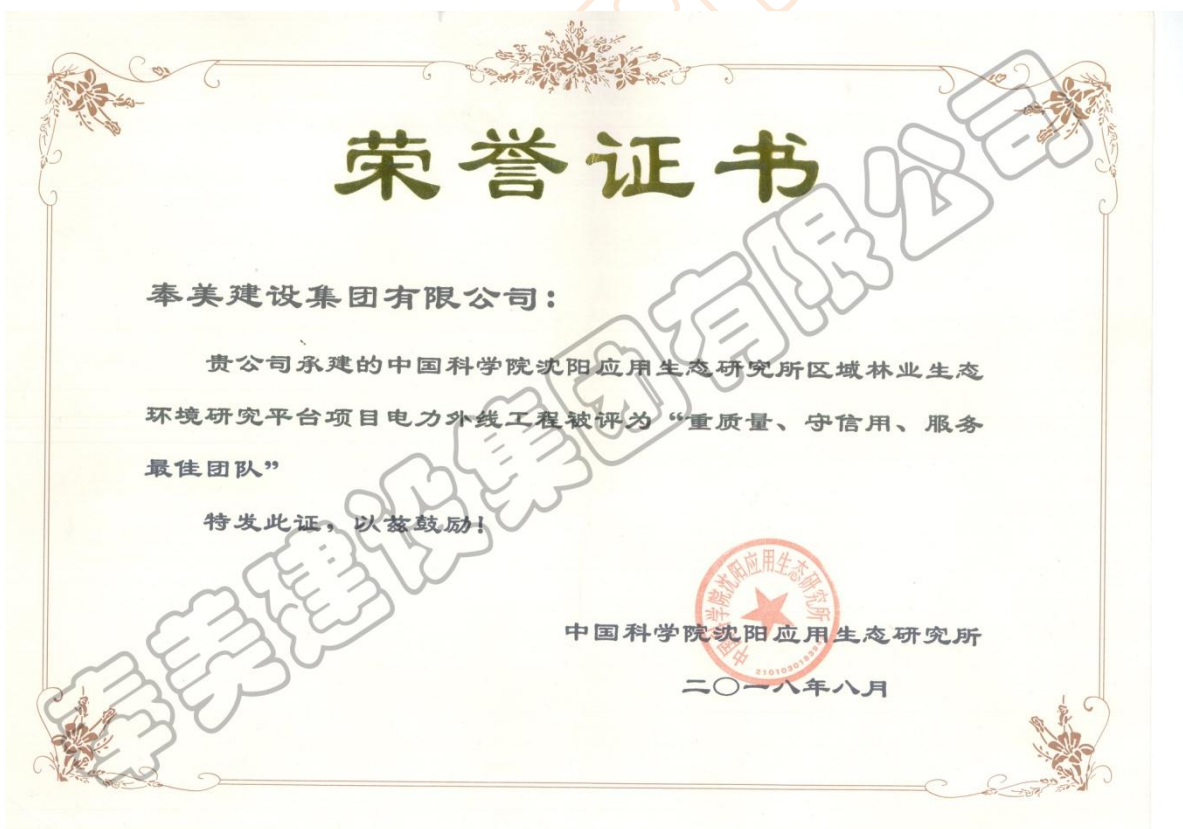 荣誉证书
奉美建设集团有限公司：
贵公司承建的中国科学院沈阳应用生态研究所区域林业生态
环境研究平台项目电力外线工程被评为“重质量、守信用、服务
最佳团队”
特发此证，以兹鼓励！
中国科学院沈阳应用生态研究所
中国科学院沈阳应用生态研究所
二〇一八年八月
奉美建设集团有限公司